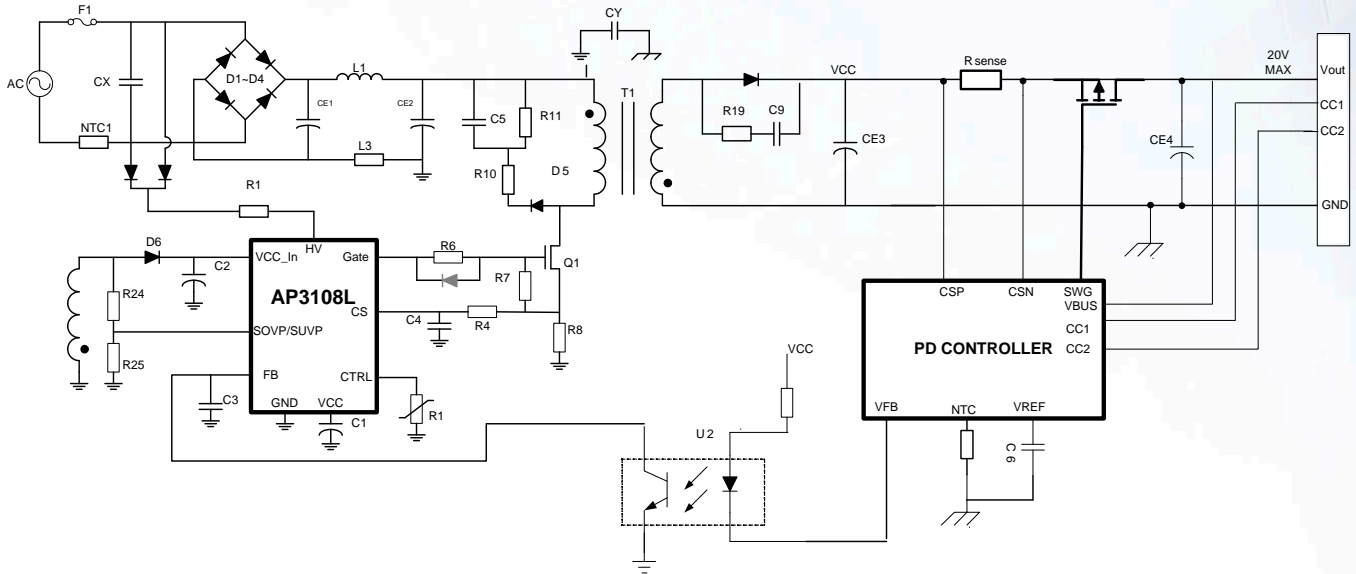 F1
CY
AC
CX
D1~D4
L1
CE1
CE2
C5
R11
T1
R19
C9
VCC
R sense
20V
MAX
Vout
CC1
CC2
GND
CE3
CE4
NTC1
L3
R10
D 5
R1
D6
C2
VCC_In
HV
Gate
R6
R7
Q1
AP3108L
CS
C4
R4
R8
R24
SOVP/SUVP
R25
FB
CTRL
C3
GND
VCC
C1
R1
CSP
CSN
SWG
VBUS
CC1
CC2
PD CONTROLLER
VFB
NTC
VREF
C 6
VCC
U 2